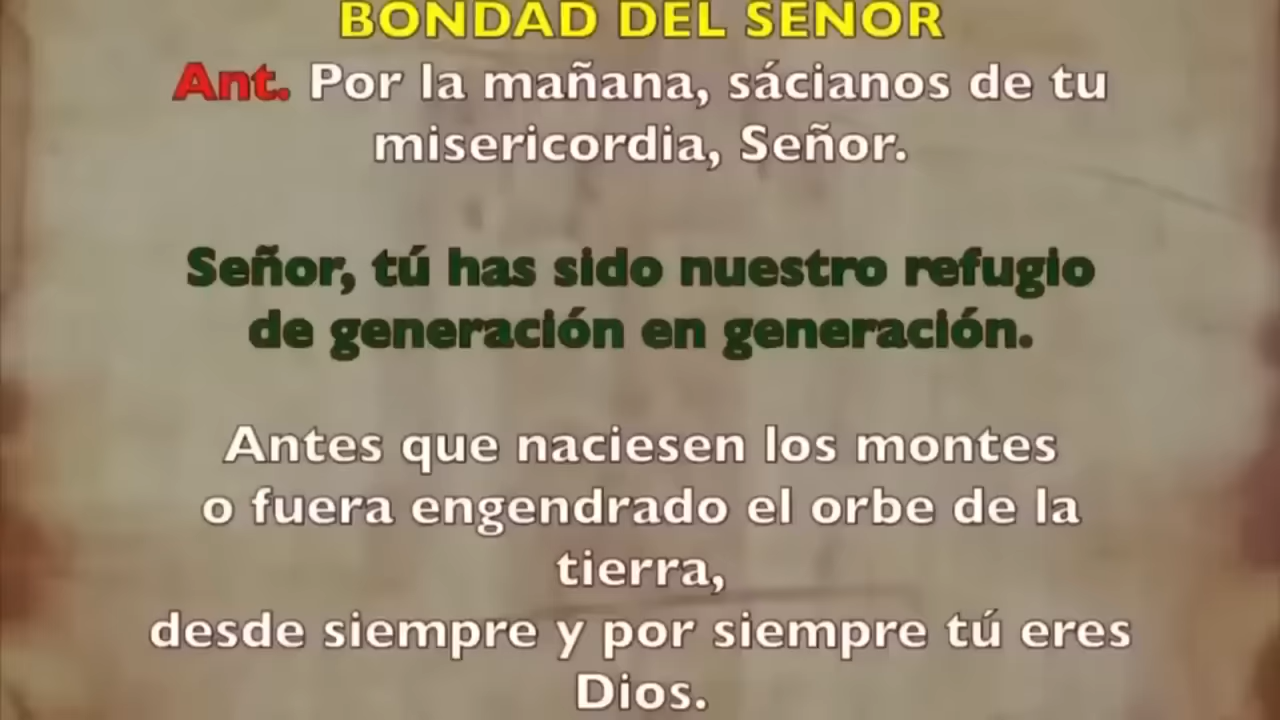 BONDAD DEL SEÑOR
Ant. Por la mañana, sácianos de tu
misericordia, Señor.
Señor, tú has sido nuestro refugio
de generación en generación.
Antes que naciesen los montes
o fuera engendrado el orbe de la
tierra,
desde siempre y por siempre tú eres
Dios.